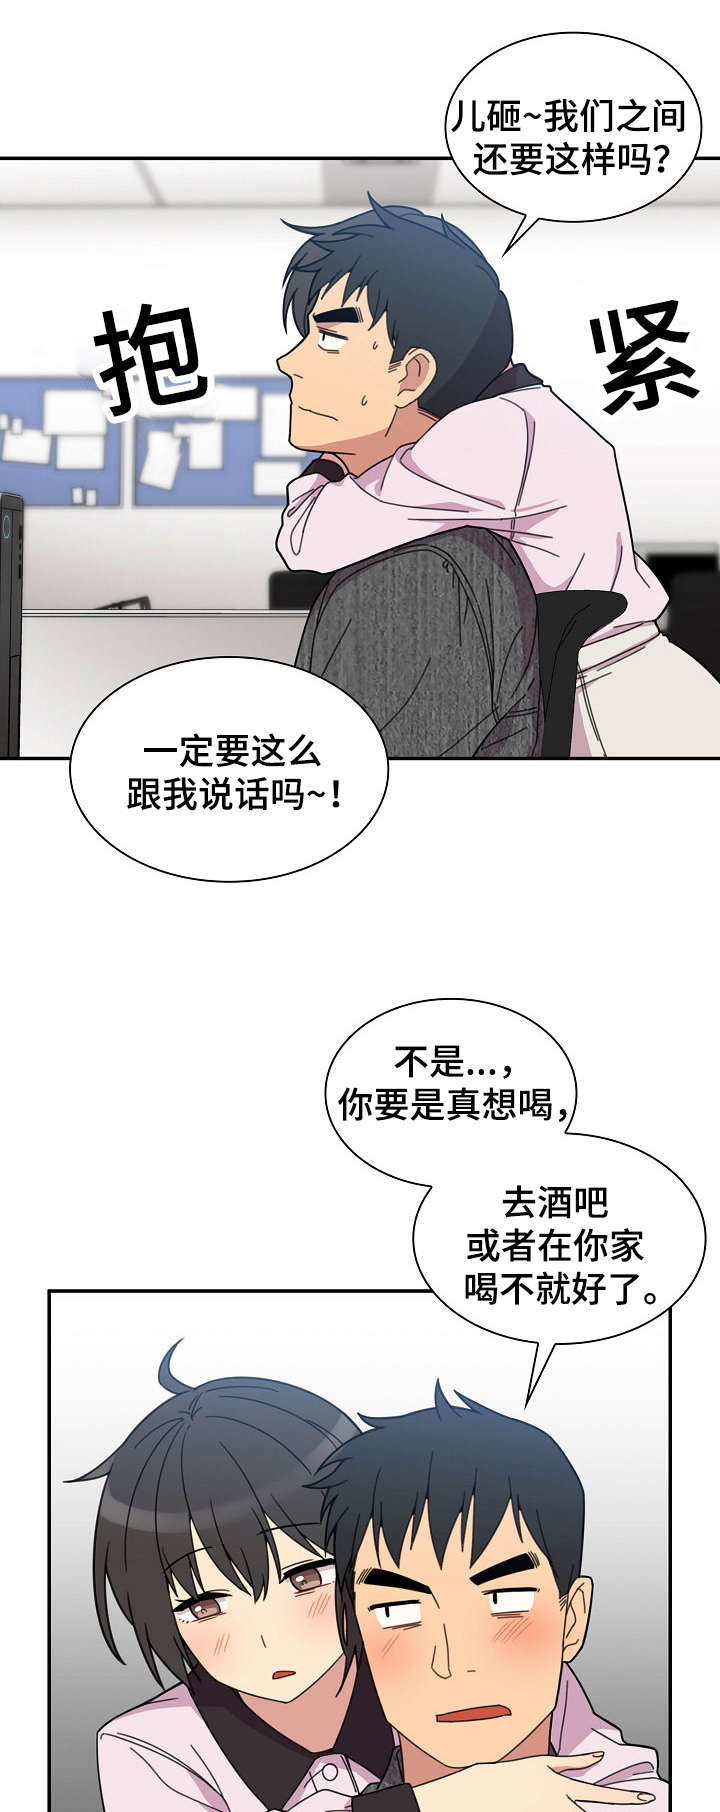 儿砸~我们之间
还要这样吗?
抱 紧
一定要这么
跟我说话吗~!
不是...,
你要是真想喝,
去酒吧
或者在你家
喝不就好了。